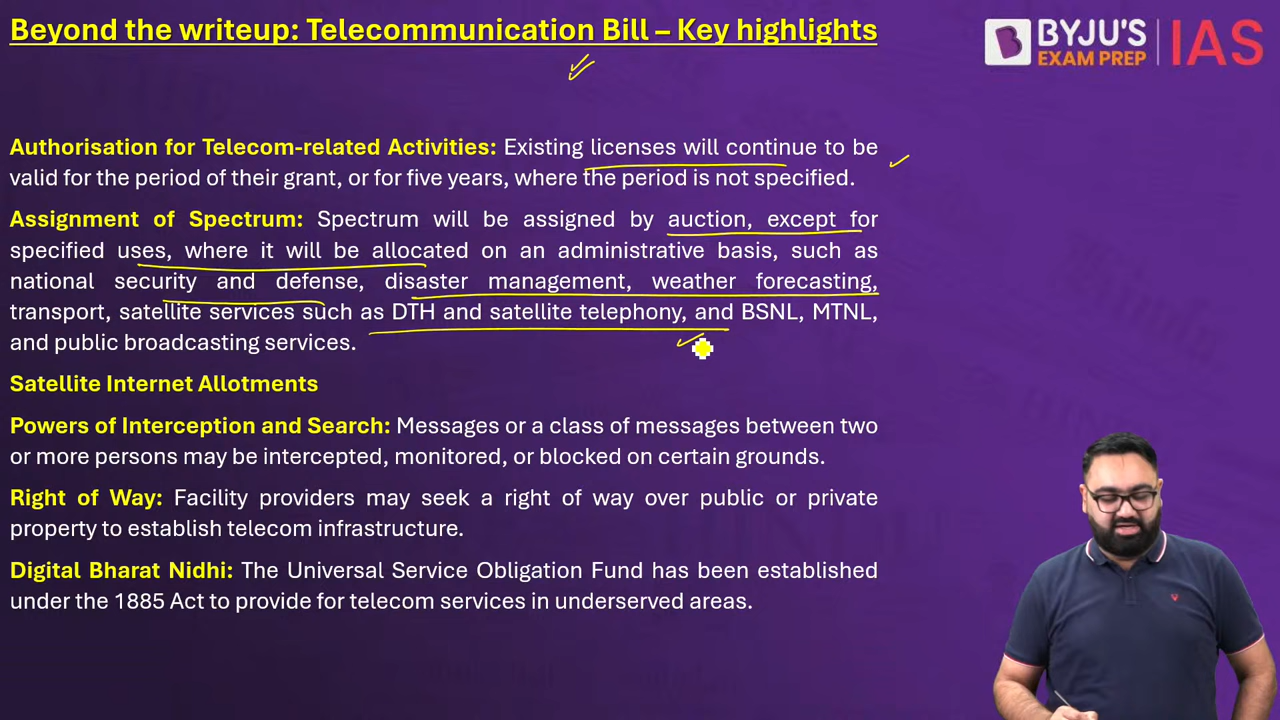 Beyond the writeup: Telecommunication Bill – Key highlights
BYJU'S
EXAM PREP
IAS
Authorisation for Telecom-related Activities: Existing licenses will continue to be
valid for the period of their grant, or for five years, where the period is not specified.
Assignment of Spectrum: Spectrum will be assigned by auction, except for
specified uses, where it will be allocated on an administrative basis, such as
national security and defense, disaster management, weather forecasting,
transport, satellite services such as DTH and satellite telephony, and BSNL, MTNL,
and public broadcasting services.
Satellite Internet Allotments
Powers of Interception and Search: Messages or a class of messages between two
or more persons may be intercepted, monitored, or blocked on certain grounds.
Right of Way: Facility providers may seek a right of way over public or private
property to establish telecom infrastructure.
Digital Bharat Nidhi: The Universal Service Obligation Fund has been established
under the 1885 Act to provide for telecom services in underserved areas.